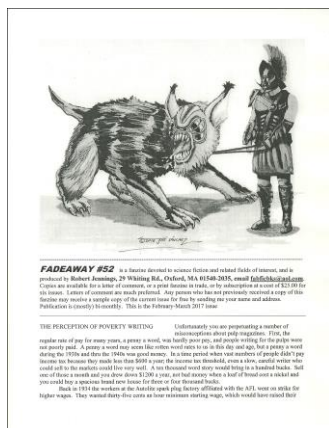 FADEAWAY #52 is a fanzine devoted to science fiction and related fields of interest, and is
produced by Robert Jennings, 29 Whiting Rd., Oxford, MA 01540-2035, email fabficbks@aol.com.
Copies are available for a letter of comment, or a print fanzine in trade, or by subscription at a cost of $23.00 for
six issues. Letters of comment are much preferred. Any person who has not previously received a copy of this
fanzine may receive a sample copy of the current issue for free by sending me your name and address.
Publication is (mostly) bi-monthly. This is the February-March 2017 issue
THE PERCEPTION OF POVERTY WRITING
Unfortunately you are perpetuating a number of
misconceptions about pulp magazines. First, the
regular rate of pay for many years, a penny a word, was hardly poor pay, and people writing for the pulps were
not poorly paid. A penny a word may seem like rotten word rates to us in this day and age, but a penny a word
during the 1930s and thru the 1940s was good money. In a time period when vast numbers of people didn't pay
income tax because they made less than $600 a year, the income tax threshold, even a slow, careful writer who
could sell to the markets could live very well. A ten thousand word story would bring in a hundred bucks. Sell
one of those a month and you drew down $1200 a year, not bad money when a loaf of bread cost a nickel and
you could buy a spacious brand new house for three or four thousand bucks.
Back in 1934 the workers at the Autolite spark plug factory affiliated with the AFL went on strike for
higher wages. They wanted thirty-five cents an hour minimum starting wage, which would have raised their